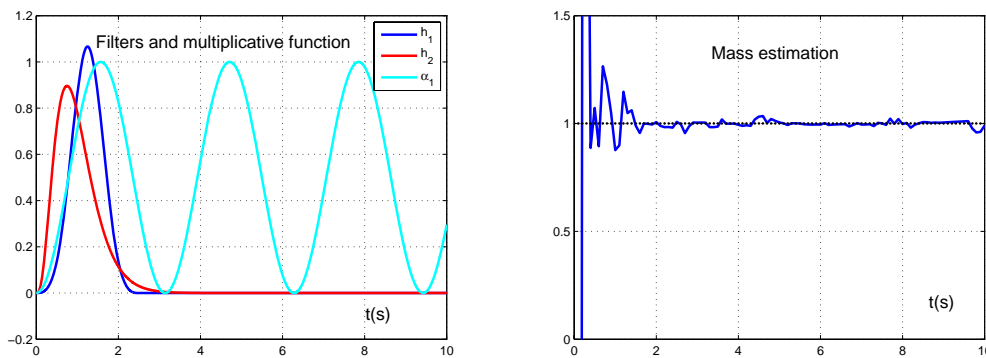 Filters and multiplicative function
h1
h2
α1
1.2
1
0.8
0.6
0.4
0.2
0
−0.2
0 2 4 6 8 10
t(s)
Mass estimation
1.5
1
0.5
0
0 2 4 6 8 10
t(s)